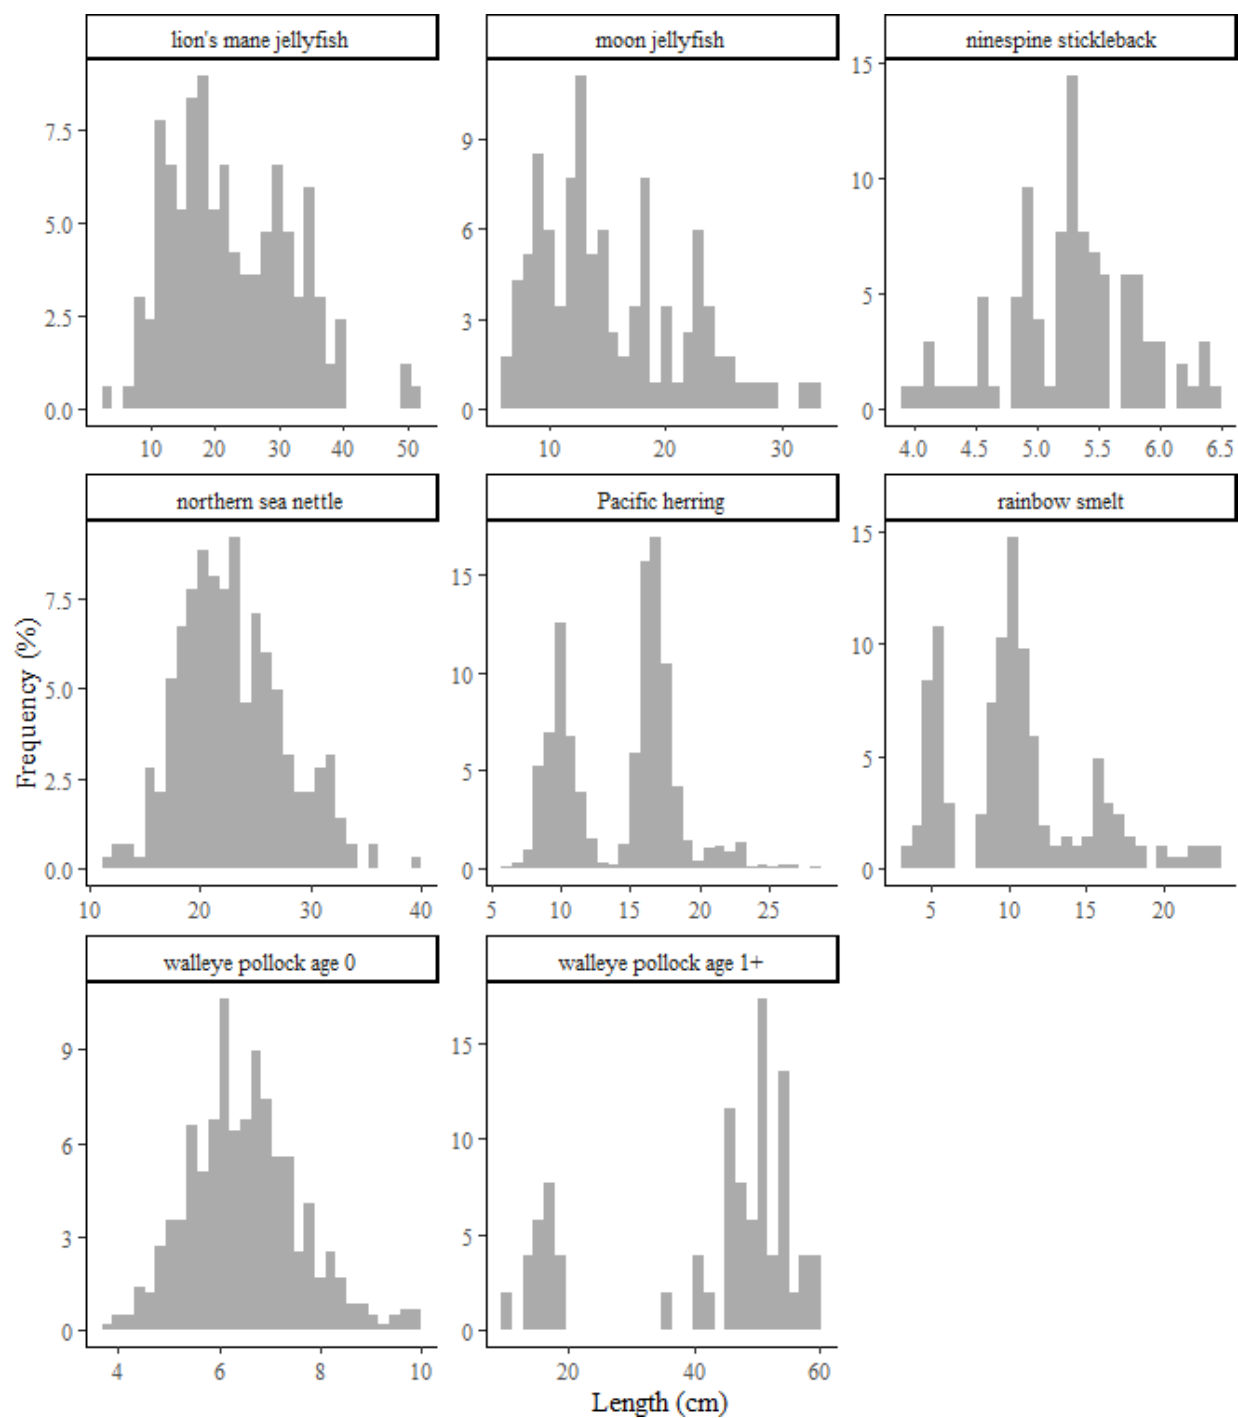 lion's mane jellyfish
moon jellyfish
ninespine stickleback
0.0
2.5
5.0
7.5
10 20 30 40 50
0
3
6
9
10 20 30
0
5
10
15
4.0 4.5 5.0 5.5 6.0 6.5
northern sea nettle
Pacific herring
rainbow smelt
0.0
2.5
5.0
7.5
10 20 30 40
0
5
10
15
5 10 15 20 25
0
5
10
15
5 10 15 20
walleye pollock age 0
walleye pollock age 1+
0
3
6
9
4 6 8 10
0
5
10
15
20 40 60
Frequency (%)
Length (cm)